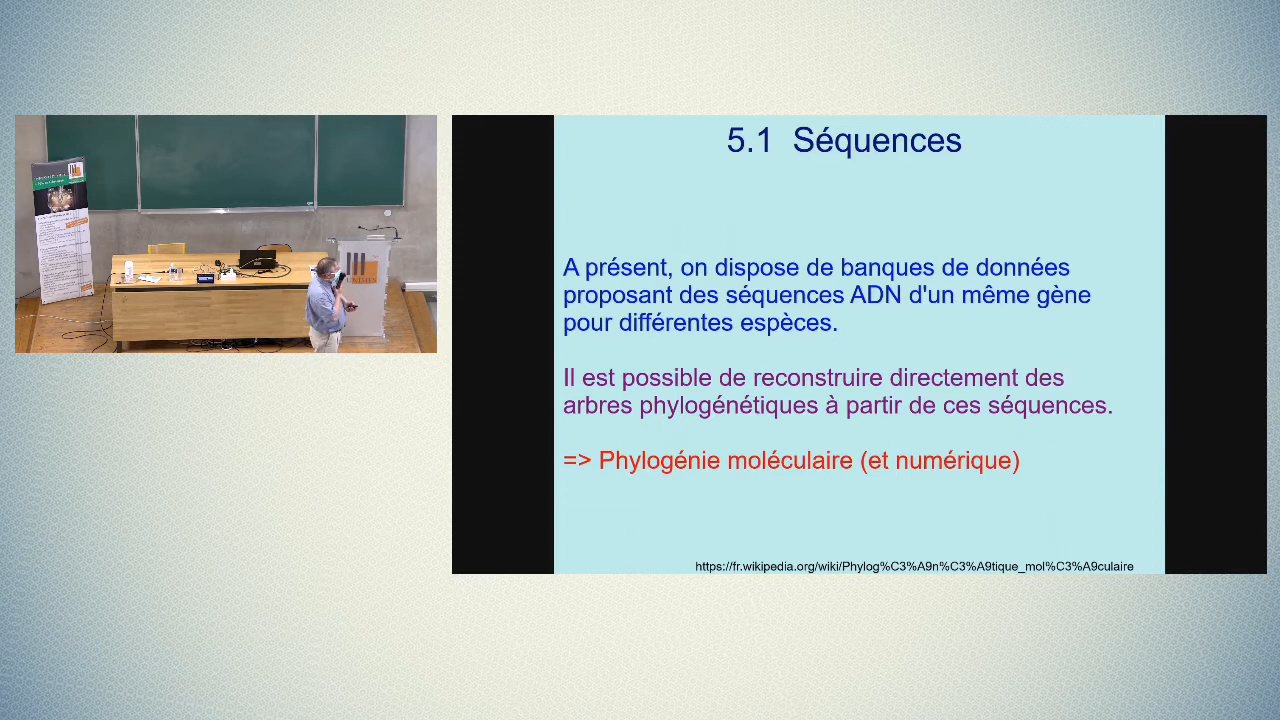 5.1 Séquences
A présent, on dispose de banques de données
proposant des séquences ADN d'un même gène
pour différentes espèces.
Il est possible de reconstruire directement des
arbres phylogénétiques à partir de ces séquences.
=> Phylogénie moléculaire (et numérique)
https://fr.wikipedia.org/wiki/Phylog%C3%A9n%C3%A9tique_mol%C3%A9culaire